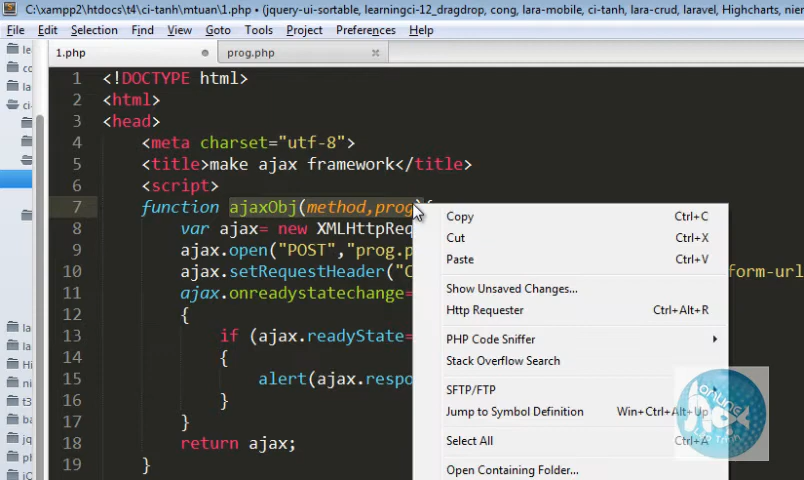 C:\xampp2\htdocs\t4\ci-tanh\mtuan\1.php • (jquery-ui-sortable, learningci-12_dragdrop, cong, lara-mobile, ci-tanh, lara-crud, laravel, Highcharts, nier
File Edit Selection Find View Goto Tools Project Preferences Help
1.php prog.php
1 <!DOCTYPE html>
2 <html>
3 <head>
4 <meta charset="utf-8">
5 <title>make ajax framework</title>
6 <script>
7 function ajaxObj(method,prog){
8 var ajax= new XMLHttpReq
9 ajax.open("POST","prog.p
10 ajax.setRequestHeader("C form-url
11 ajax.onreadystatechange=
12 {
13 if (ajax.readyState=
14 {
15 alert(ajax.respo
16 }
17 }
18 return ajax;
19 }
Copy Ctrl+C
Cut Ctrl+X
Paste Ctrl+V
Show Unsaved Changes...
Http Requester Ctrl+Alt+R
PHP Code Sniffer
Stack Overflow Search
SFTP/FTP
Jump to Symbol Definition Win+Ctrl+Alt+Up
Select All Ctrl+A
Open Containing Folder...